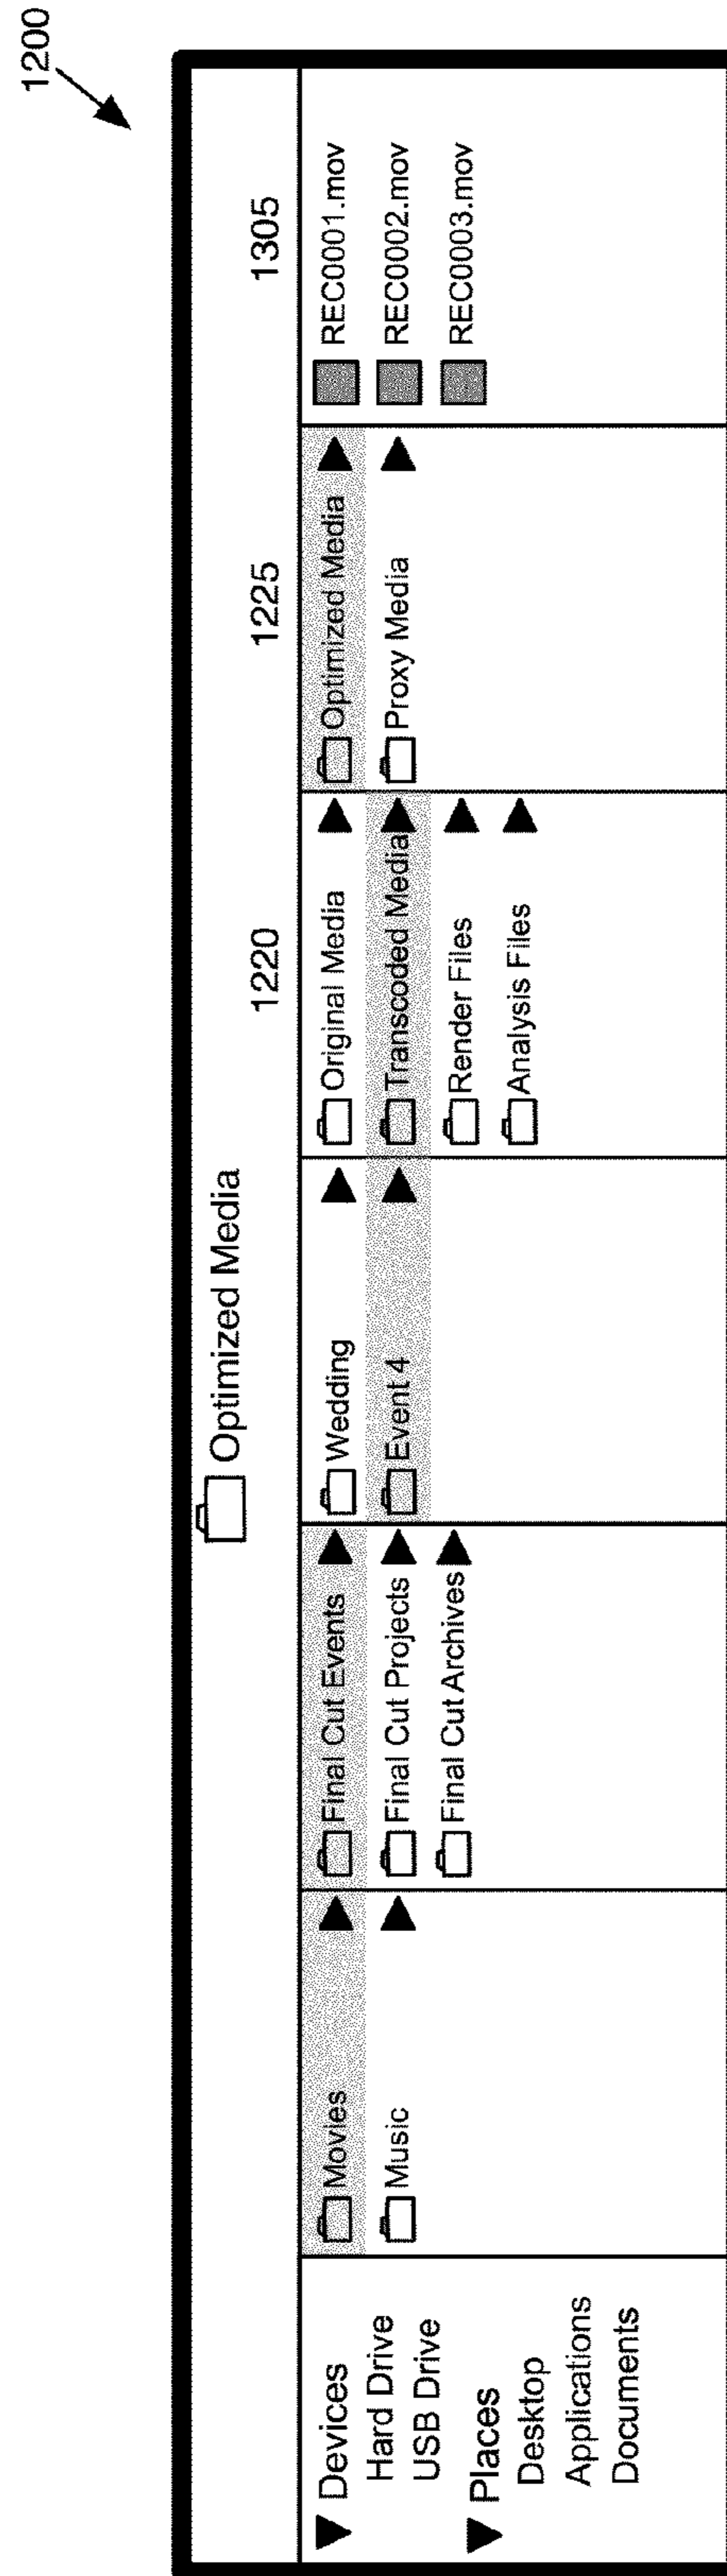 1200
Optimized Media
1220
1225
1305
Devices
Hard Drive
USB Drive
Places
Desktop
Applications
Documents
Movies
Music
Final Cut Events
Final Cut Projects
Final Cut Archives
Wedding
Event 4
Original Media
Transcoded Media
Render Files
Analysis Files
Optimized Media
Proxy Media
REC0001.mov
REC0002.mov
REC0003.mov